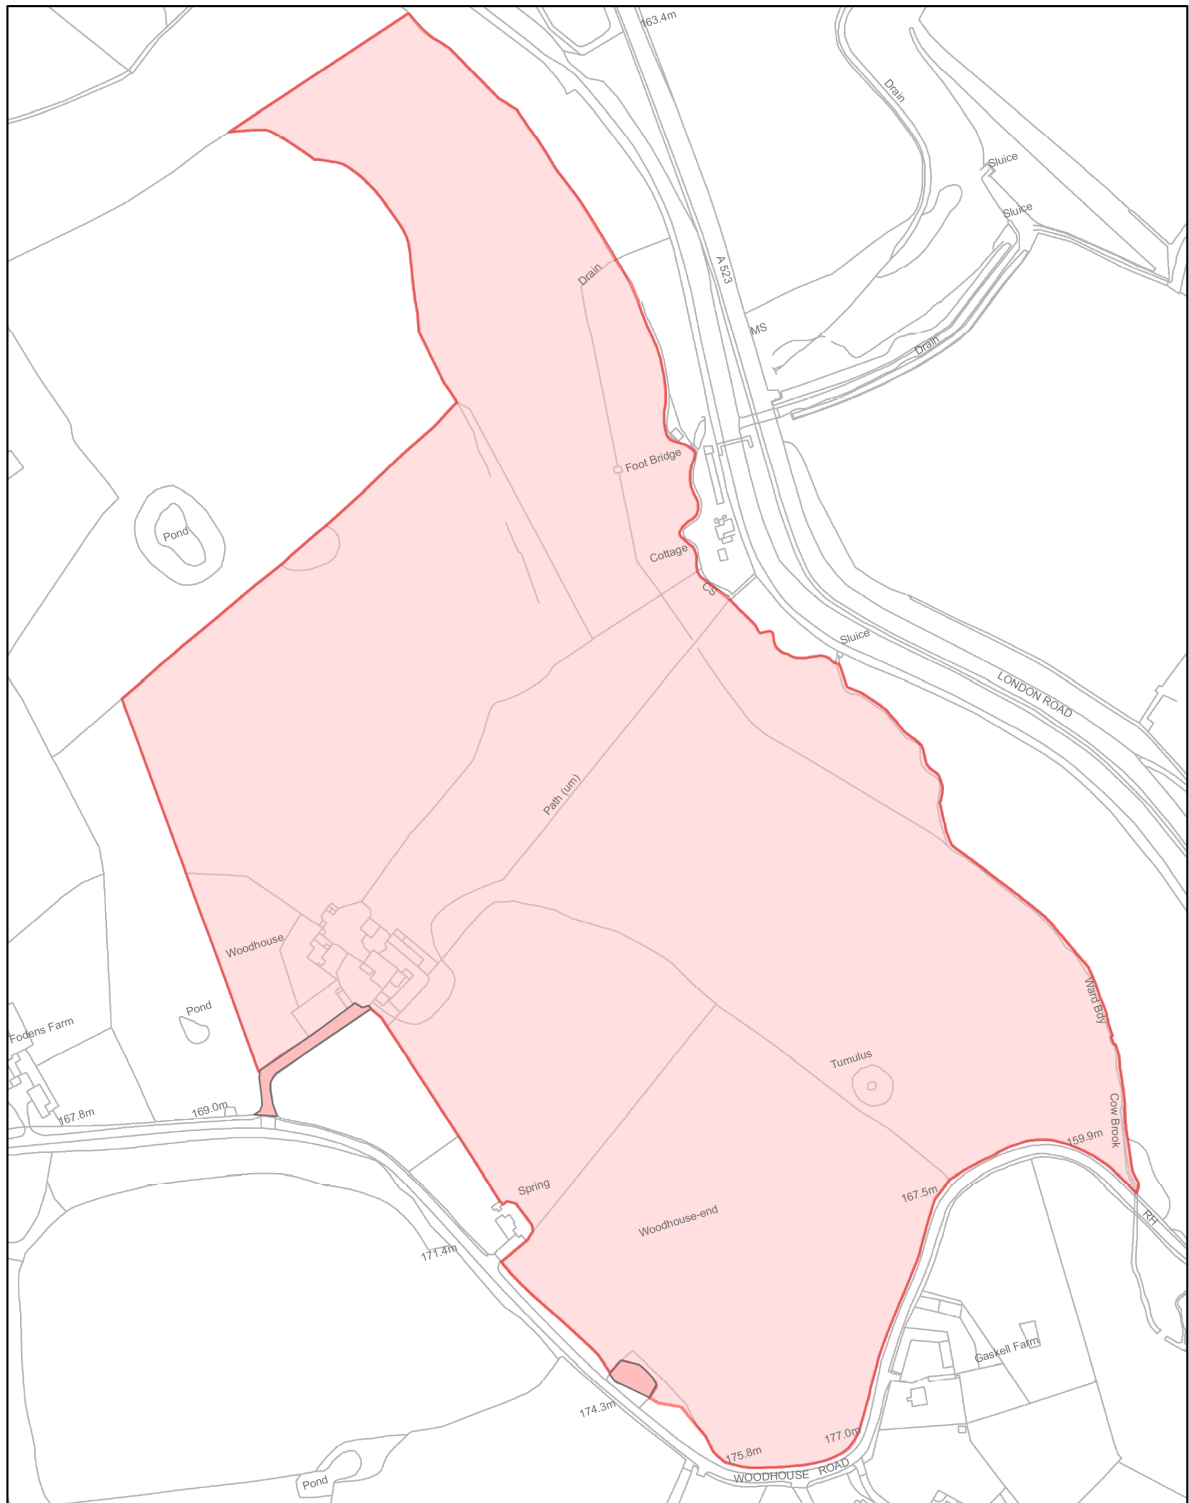 163.4m
Drain
Sluice
Sluice
A 523
Drain
MS
Drain
Foot Bridge
Pond
Cottage
CS
Sluice
LONDON ROAD
Path (um)
Woodhouse
Ward Bdy
Pond
Fodens Farm
Tumulus
169.0m
167.8m
Cow Brook
159.9m
Spring
167.5m
Woodhouse-end
RH
171.4m
Gaskell Farm
174.3m
177.0m
175.8m
WOODHOUSE ROAD
Pond